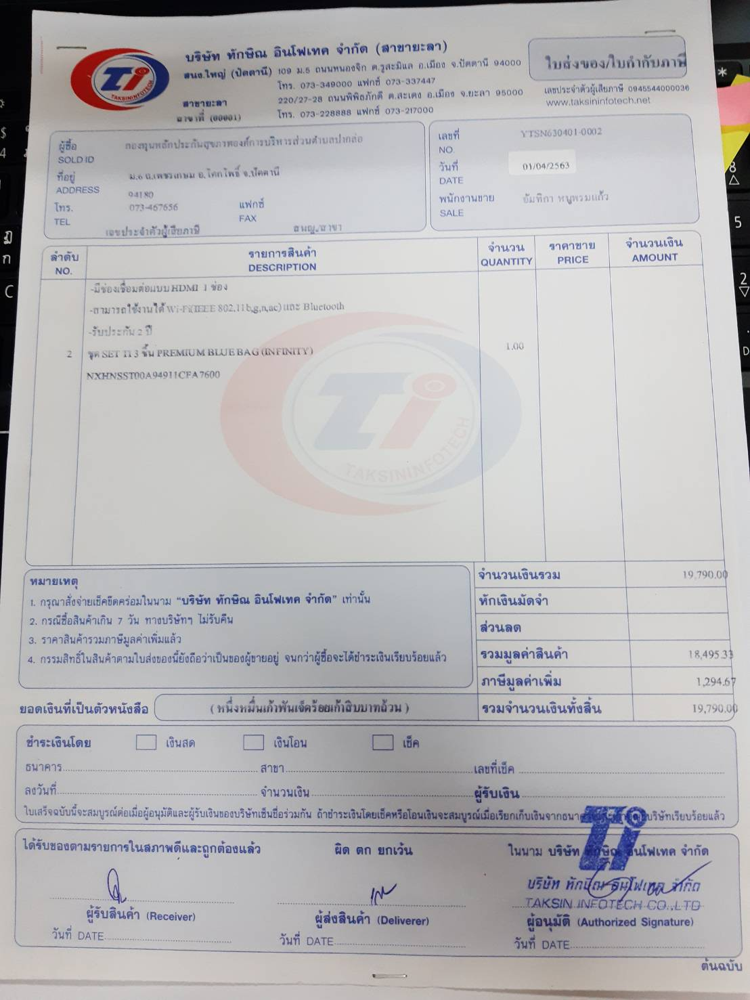 บริษัท ทักษิณ อินโฟเทค จำกัด (สาขายะลา)
สนง.ใหญ่ (ปัตตานี) 109 ม.5 ถนนหนองจิก ต.รูสะมิแล อ.เมือง จ.ปัตตานี 94000
โทร. 073-349000 แฟกซ์ 073-337447
สาขายะลา 220/27-28 ถนนพิพิธภักดี ต.สะเตง อ.เมือง จ.ยะลา 95000
สาขาที่ (00001) โทร. 073-228888 แฟกซ์ 073-217000
Ti
TAKSININFOTECH
ใบส่งของ/ใบกำกับภาษี
เลขประจำตัวผู้เสียภาษี 0945544000036
www.taksininfotech.net
ผู้ซื้อ กองทุนหลักประกันสุขภาพองค์การบริหารส่วนตำบลปากล่อ
SOLD ID
ที่อยู่ ม.6 ถ.เพชรเกษม อ.โคกโพธิ์ จ.ปัตตานี
ADDRESS 94180
โทร. 073-467656 แฟกซ์
TEL FAX
เลขประจำตัวผู้เสียภาษี สนญ./สาขา
เลขที่ YTSN630401-0002
NO.
วันที่ 01/04/2563
DATE
พนักงานขาย อัมทิกา หนูพรมแก้ว
SALE
ลำดับ รายการสินค้า จำนวน ราคาขาย จำนวนเงิน
NO. DESCRIPTION QUANTITY PRICE AMOUNT
-มีช่องเชื่อมต่อแบบ HDMI 1 ช่อง
-สามารถใช้งานได้ Wi-Fi(IEEE 802.11b,g,n,ac) และ Bluetooth
-รับประกัน 2 ปี
2 ชุด SET TI 3 ชิ้น PREMIUM BLUE BAG (INFINITY) 1.00
NXHNSST00A94911CFA7600
Ti
TAKSININFOTECH
หมายเหตุ
1. กรุณาสั่งจ่ายเช็คขีดคร่อมในนาม “บริษัท ทักษิณ อินโฟเทค จำกัด” เท่านั้น
2. กรณีซื้อสินค้าเกิน 7 วัน ทางบริษัทฯ ไม่รับคืน
3. ราคาสินค้ารวมภาษีมูลค่าเพิ่มแล้ว
4. กรรมสิทธิ์ในสินค้าตามใบส่งของนี้ยังถือว่าเป็นของผู้ขายอยู่ จนกว่าผู้ซื้อจะได้ชำระเงินเรียบร้อยแล้ว
จำนวนเงินรวม 19,790.00
หักเงินมัดจำ
ส่วนลด
รวมมูลค่าสินค้า 18,495.33
ภาษีมูลค่าเพิ่ม 1,294.67
ยอดเงินที่เป็นตัวหนังสือ (หนึ่งหมื่นเก้าพันเจ็ดร้อยเก้าสิบบาทถ้วน) รวมจำนวนเงินทั้งสิ้น 19,790.00
ชำระเงินโดย เงินสด เงินโอน เช็ค
ธนาคาร สาขา เลขที่เช็ค
ลงวันที่ จำนวนเงิน ผู้รับเงิน
ใบเสร็จฉบับนี้จะสมบูรณ์ต่อเมื่อผู้อนุมัติและผู้รับเงินของบริษัทเซ็นชื่อร่วมกัน ถ้าชำระเงินโดยเช็คหรือโอนเงินจะสมบูรณ์เมื่อเรียกเก็บเงินจาก บริษัทเรียบร้อยแล้ว
ได้รับของตามรายการในสภาพดีและถูกต้องแล้ว ผิด ตก ยกเว้น ในนาม บริษัท ทักษิณ อินโฟเทค จำกัด
Ti
บริษัท ทักษิณ อินโฟเทค จำกัด
TAKSIN INFOTECH CO.,LTD
ผู้รับสินค้า (Receiver) ผู้ส่งสินค้า (Deliverer) ผู้อนุมัติ (Authorized Signature)
วันที่ DATE วันที่ DATE วันที่ DATE
ต้นฉบับ